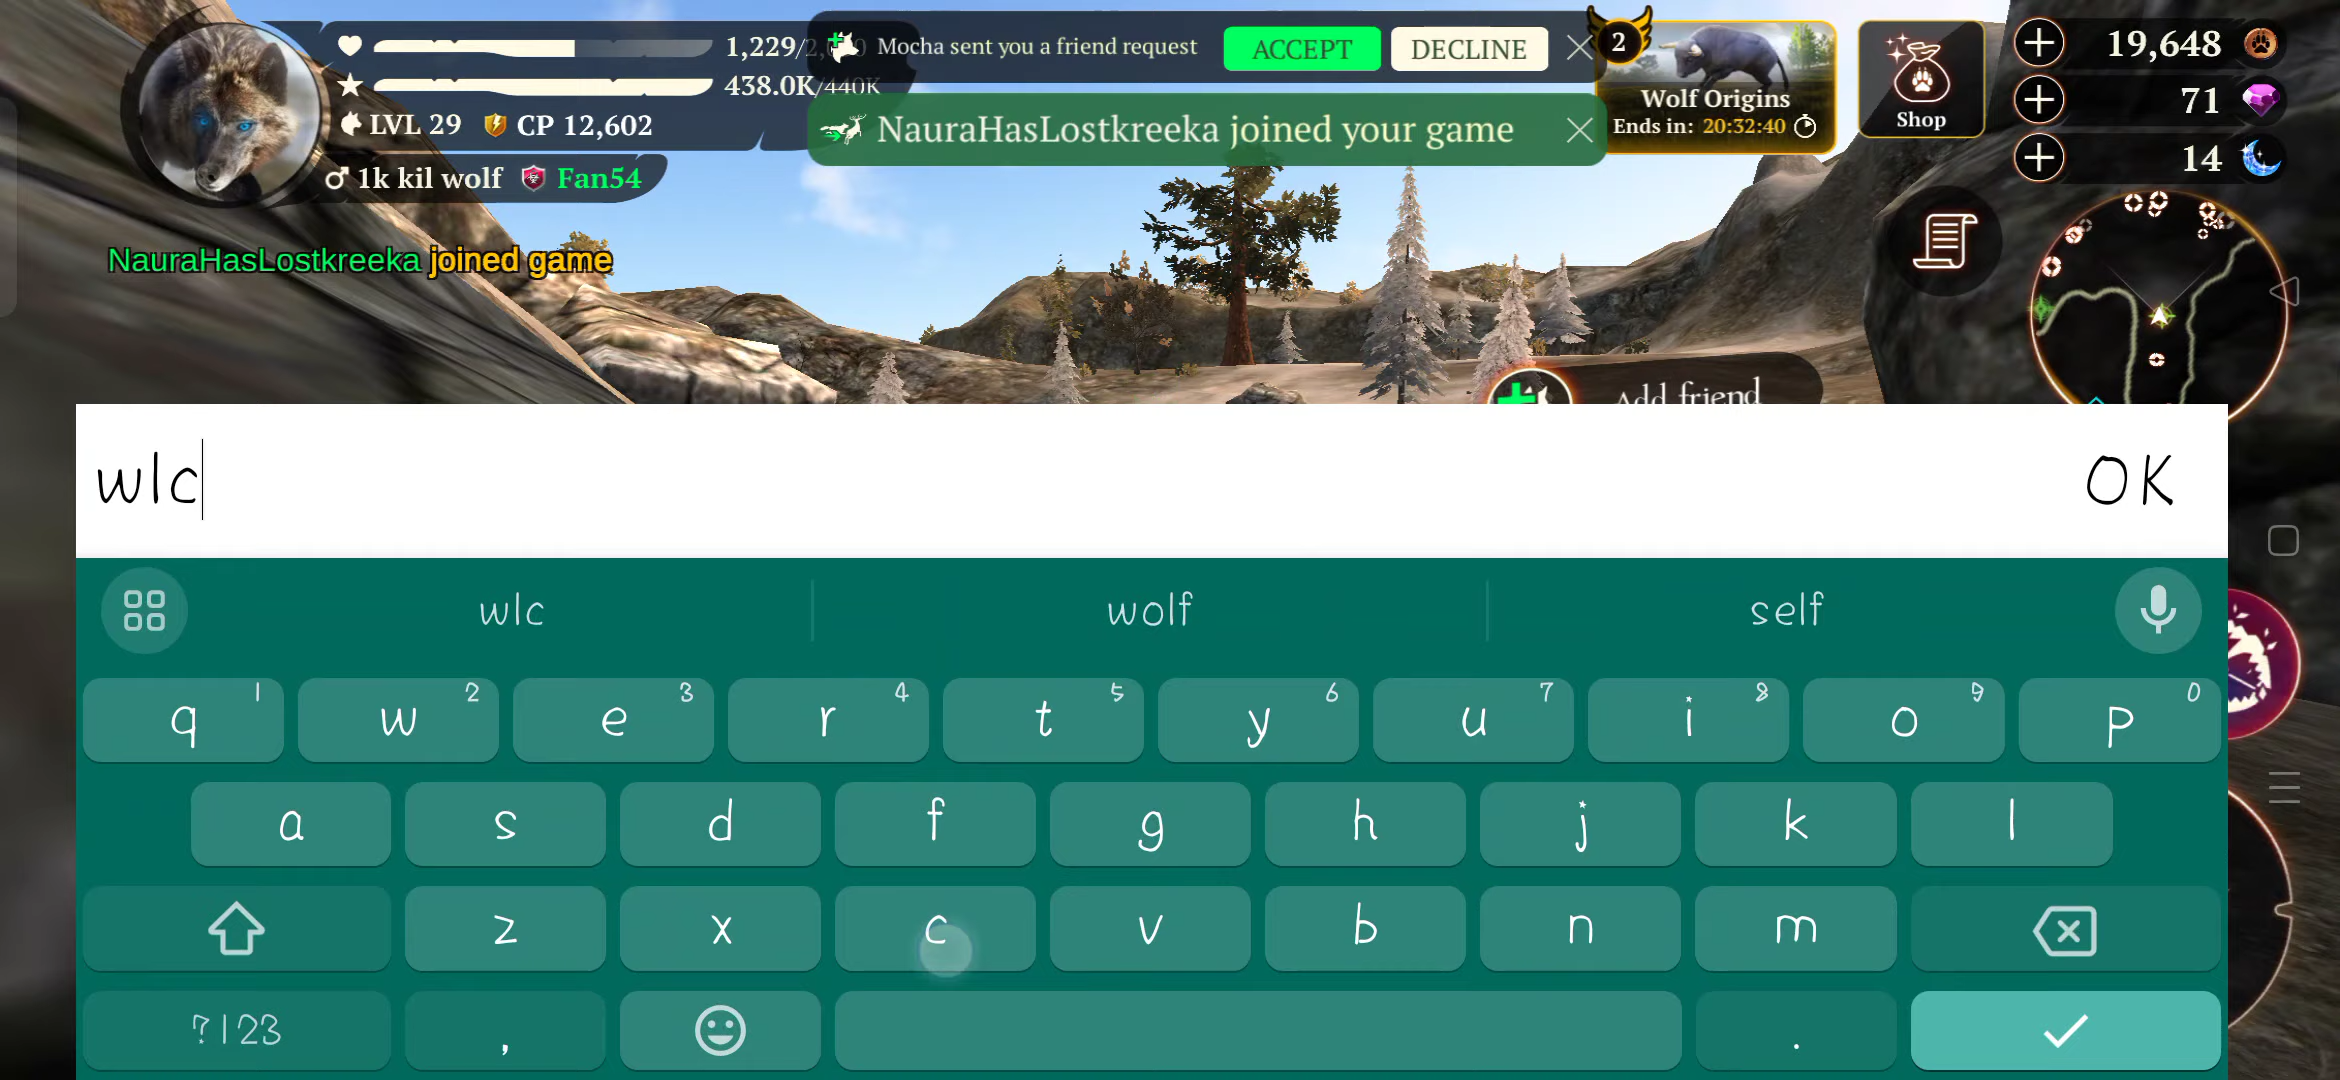 1,229/2,
438.0K/440K
LVL 29 CP 12,602
♂ 1k kil wolf Fan54
Mocha sent you a friend request ACCEPT DECLINE
NauraHasLostkreeka joined your game
2
Wolf Origins
Ends in: 20:32:40
Shop
19,648
71
14
NauraHasLostkreeka joined game
Add friend
wlc OK
wlc wolf self
q 1 w 2 e 3 r 4 t 5 y 6 u 7 i 8 o 9 p 0
a s d f g h j k l
z x c v b n m
?123 , .